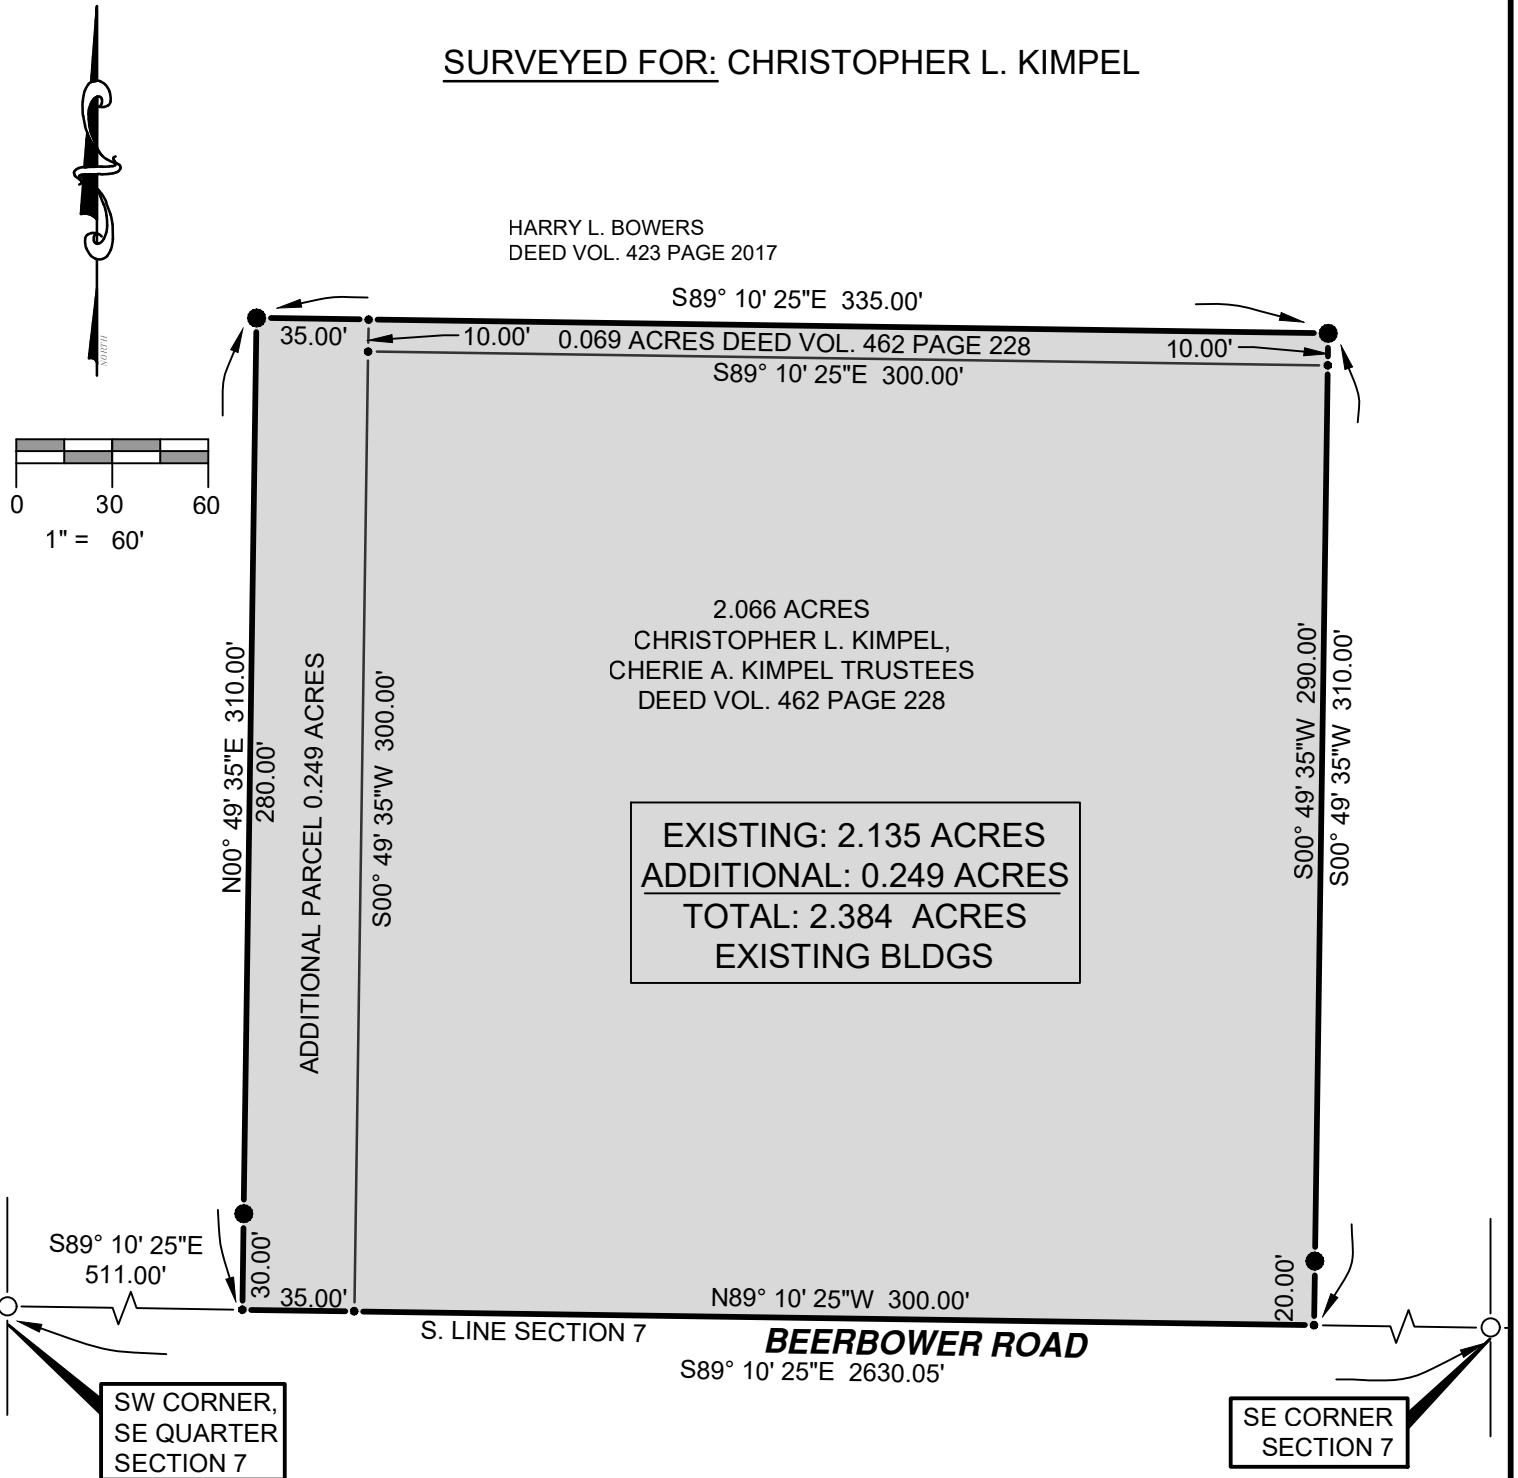 SURVEYED FOR: CHRISTOPHER L. KIMPEL
NORTH
HARRY L. BOWERS
DEED VOL. 423 PAGE 2017
S89° 10' 25"E 335.00'
35.00'
10.00'
0.069 ACRES DEED VOL. 462 PAGE 228
10.00'
S89° 10' 25"E 300.00'
0 30 60
1" = 60'
2.066 ACRES
CHRISTOPHER L. KIMPEL,
CHERIE A. KIMPEL TRUSTEES
DEED VOL. 462 PAGE 228
N00° 49' 35"E 310.00'
280.00'
ADDITIONAL PARCEL 0.249 ACRES
S00° 49' 35"W 300.00'
S00° 49' 35"W 290.00'
S00° 49' 35"W 310.00'
EXISTING: 2.135 ACRES
ADDITIONAL: 0.249 ACRES
TOTAL: 2.384 ACRES
EXISTING BLDGS
S89° 10' 25"E
511.00'
30.00'
35.00'
N89° 10' 25"W 300.00'
20.00'
S. LINE SECTION 7
BEERBOWER ROAD
S89° 10' 25"E 2630.05'
SW CORNER,
SE QUARTER
SECTION 7
SE CORNER
SECTION 7